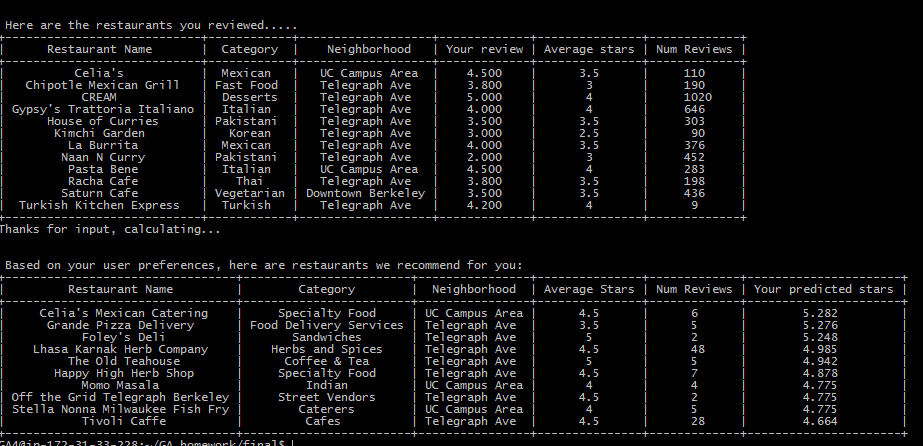 Here are the restaurants you reviewed.....
| Restaurant Name | Category | Neighborhood | Your review | Average stars | Num Reviews |
| Celia's | Mexican | UC Campus Area | 4.500 | 3.5 | 110 |
| Chipotle Mexican Grill | Fast Food | Telegraph Ave | 3.800 | 3 | 190 |
| CREAM | Desserts | Telegraph Ave | 5.000 | 4 | 1020 |
| Gypsy's Trattoria Italiano | Italian | Telegraph Ave | 4.000 | 4 | 646 |
| House of Curries | Pakistani | Telegraph Ave | 3.500 | 3.5 | 303 |
| Kimchi Garden | Korean | Telegraph Ave | 3.000 | 2.5 | 90 |
| La Burrita | Mexican | Telegraph Ave | 4.000 | 3.5 | 376 |
| Naan N Curry | Pakistani | Telegraph Ave | 2.000 | 3 | 452 |
| Pasta Bene | Italian | UC Campus Area | 4.500 | 4 | 283 |
| Racha Cafe | Thai | Telegraph Ave | 3.800 | 3.5 | 198 |
| Saturn Cafe | Vegetarian | Downtown Berkeley | 3.500 | 3.5 | 436 |
| Turkish Kitchen Express | Turkish | Telegraph Ave | 4.200 | 4 | 9 |
Thanks for input, calculating...
Based on your user preferences, here are restaurants we recommend for you:
| Restaurant Name | Category | Neighborhood | Average Stars | Num Reviews | Your predicted stars |
| Celia's Mexican Catering | Specialty Food | UC Campus Area | 4.5 | 6 | 5.282 |
| Grande Pizza Delivery | Food Delivery Services | Telegraph Ave | 3.5 | 5 | 5.276 |
| Foley's Deli | Sandwiches | Telegraph Ave | 5 | 2 | 5.248 |
| Lhasa Karnak Herb Company | Herbs and Spices | Telegraph Ave | 4.5 | 48 | 4.985 |
| The Old Teahouse | Coffee & Tea | Telegraph Ave | 5 | 5 | 4.942 |
| Happy High Herb Shop | Specialty Food | Telegraph Ave | 4.5 | 7 | 4.878 |
| Momo Masala | Indian | UC Campus Area | 4 | 4 | 4.775 |
| Off the Grid Telegraph Berkeley | Street Vendors | Telegraph Ave | 4.5 | 2 | 4.775 |
| Stella Nonna Milwaukee Fish Fry | Caterers | UC Campus Area | 4 | 5 | 4.775 |
| Tivoli Caffe | Cafes | Telegraph Ave | 4.5 | 28 | 4.664 |
GA4@ip-172-31-33-228:~/GA_homework/final$